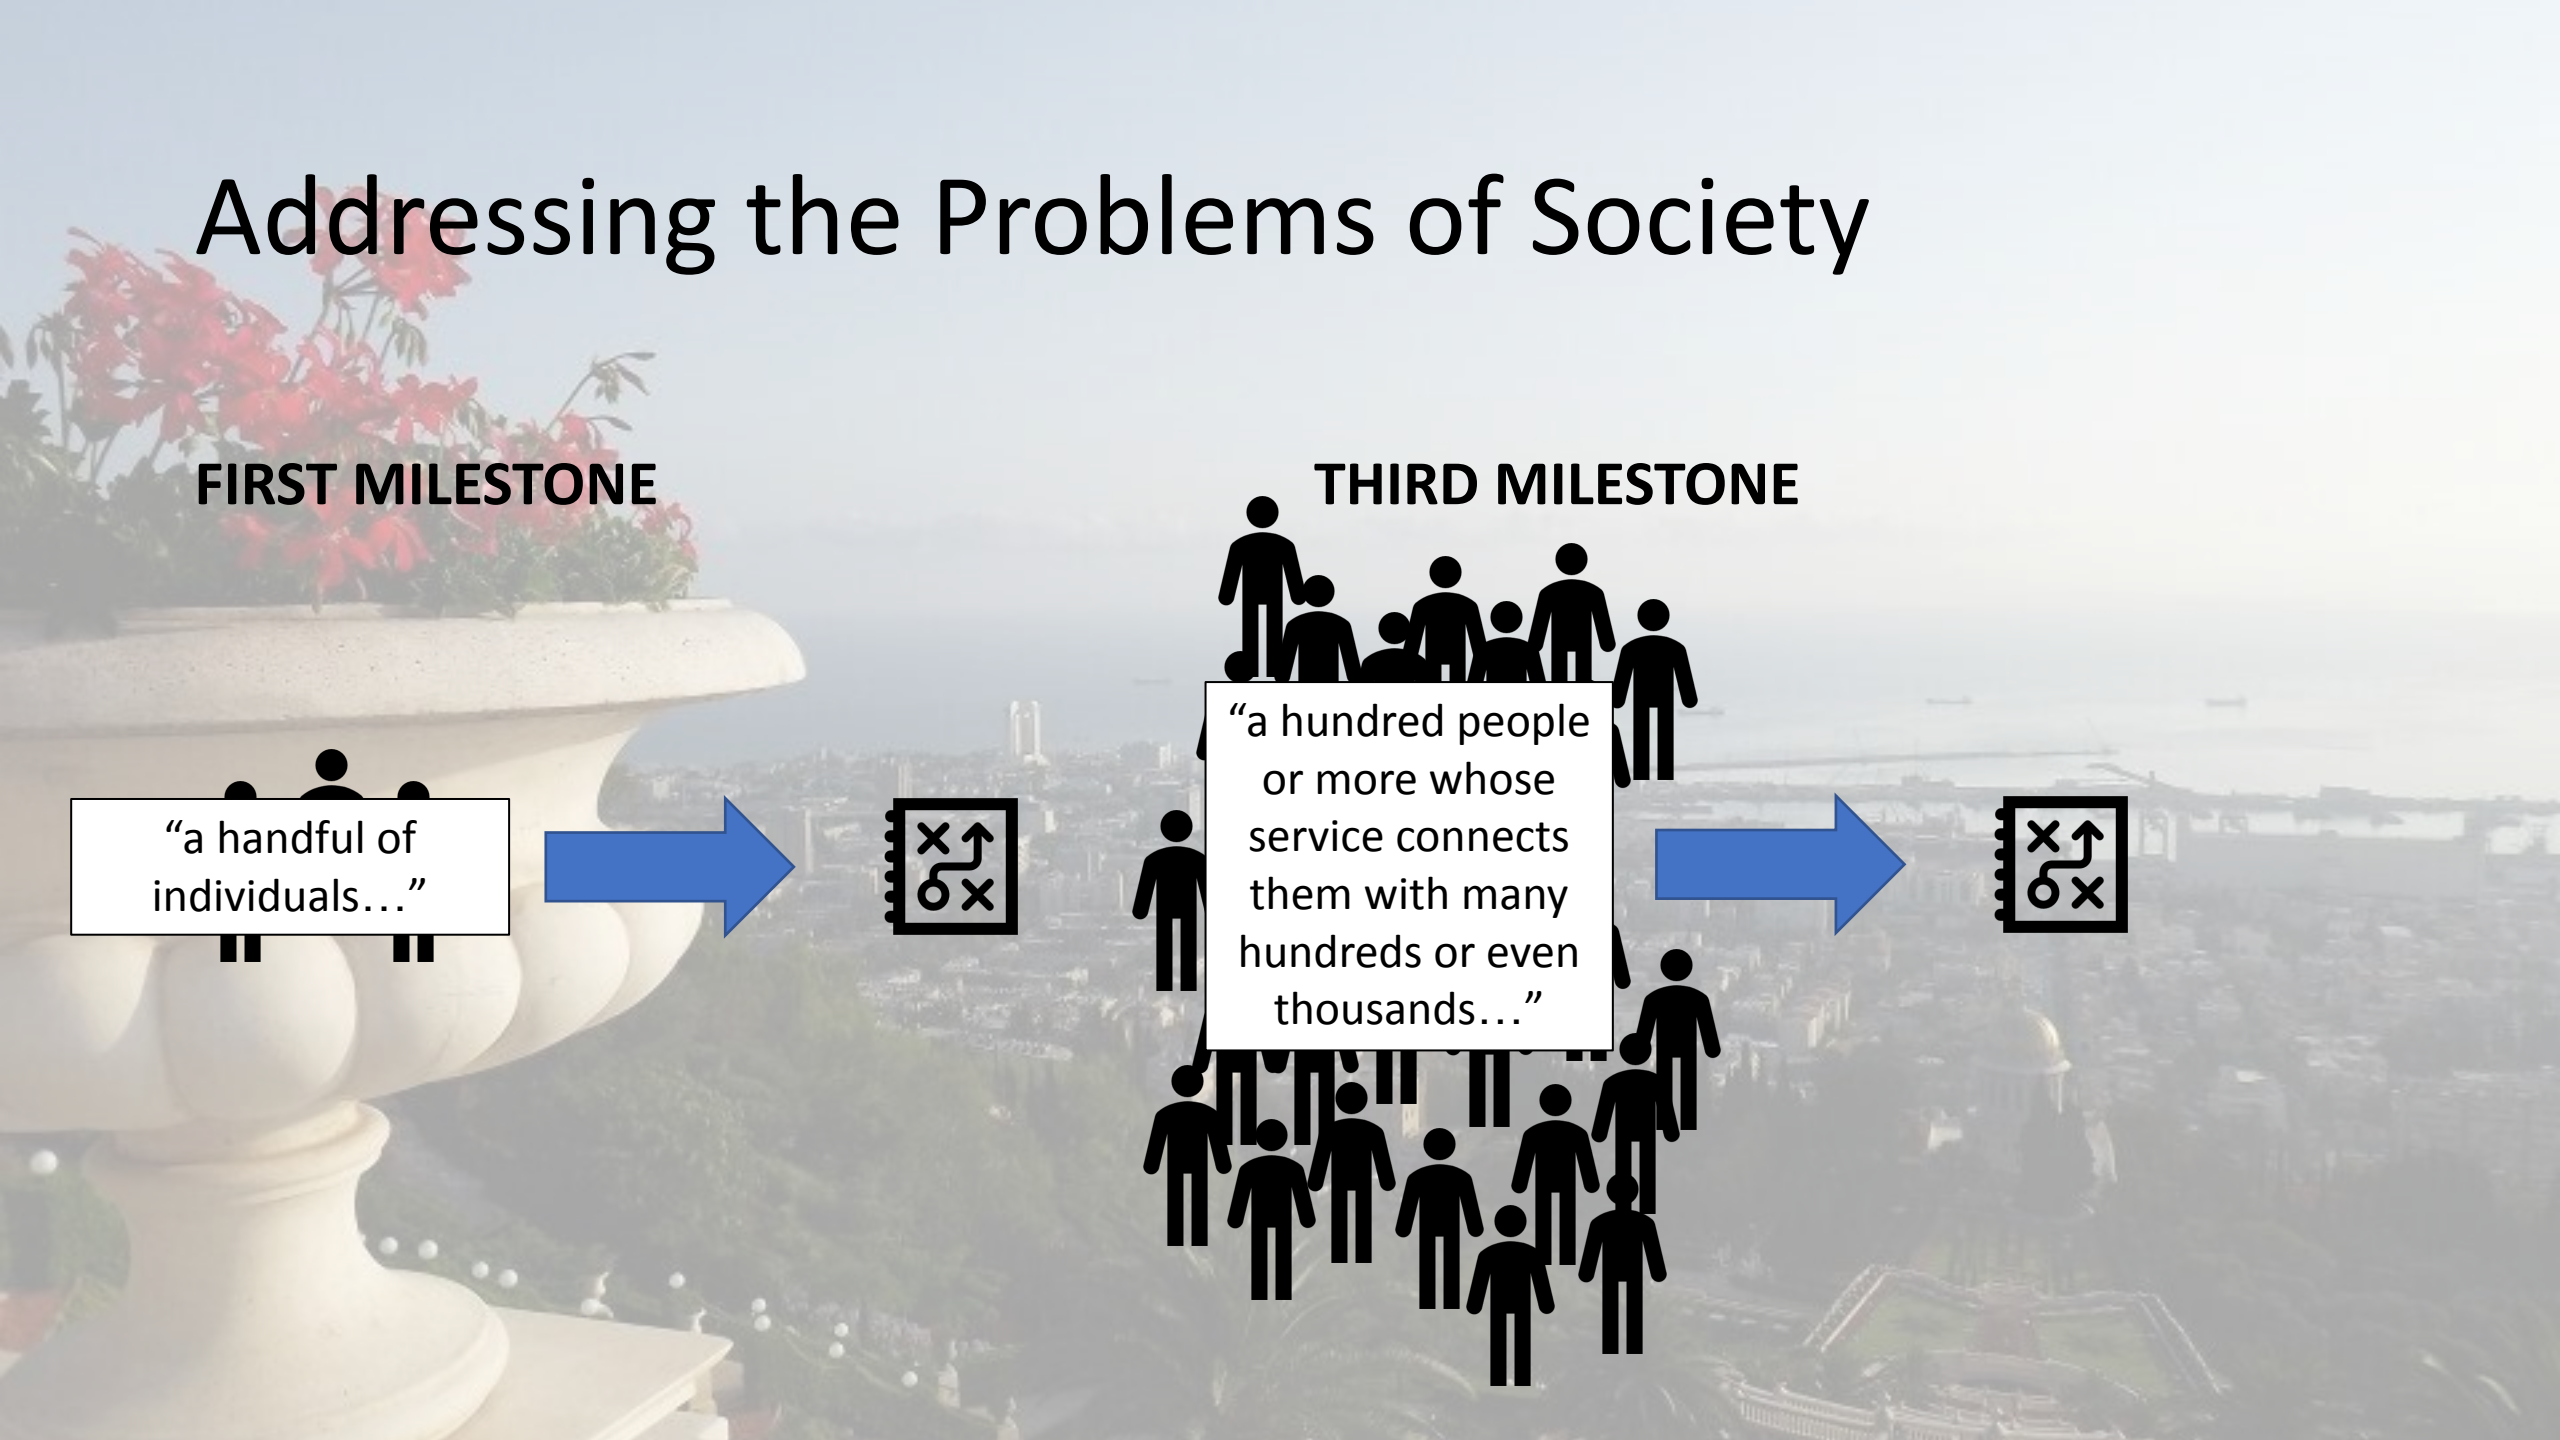 Addressing the Problems of Society
FIRST MILESTONE
“a handful of
individuals…”
THIRD MILESTONE
“a hundred people
or more whose
service connects
them with many
hundreds or even
thousands…”